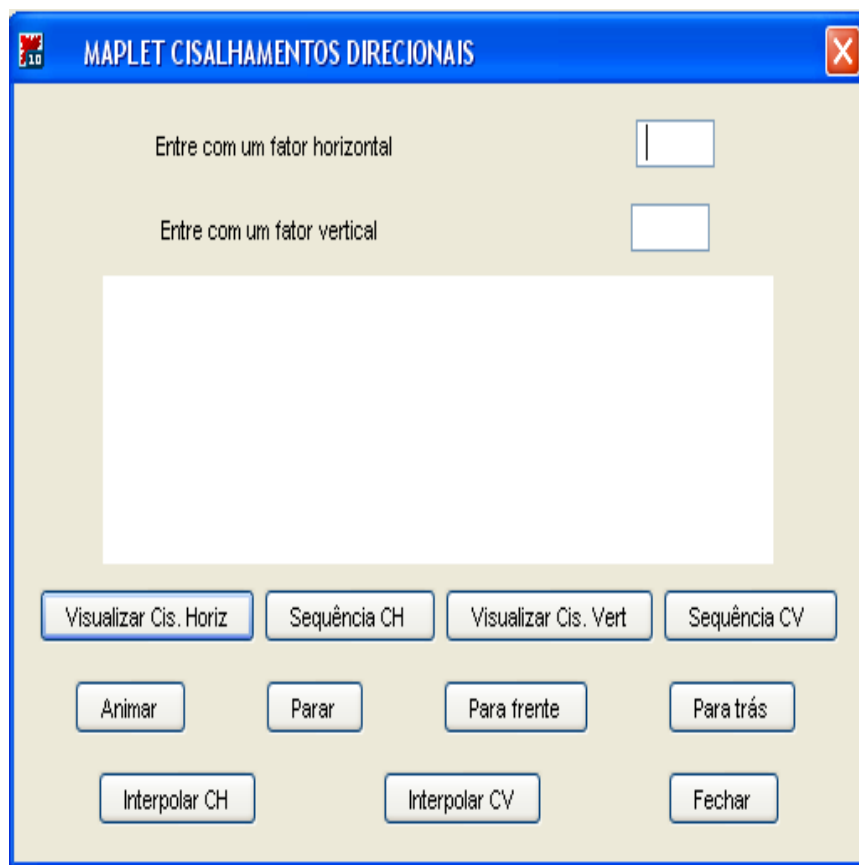 10 MAPLET CISALHAMENTOS DIRECIONAIS
Entre com um fator horizontal
Entre com um fator vertical
Visualizar Cis. Horiz Sequência CH Visualizar Cis. Vert Sequência CV
Animar Parar Para frente Para trás
Interpolar CH Interpolar CV Fechar